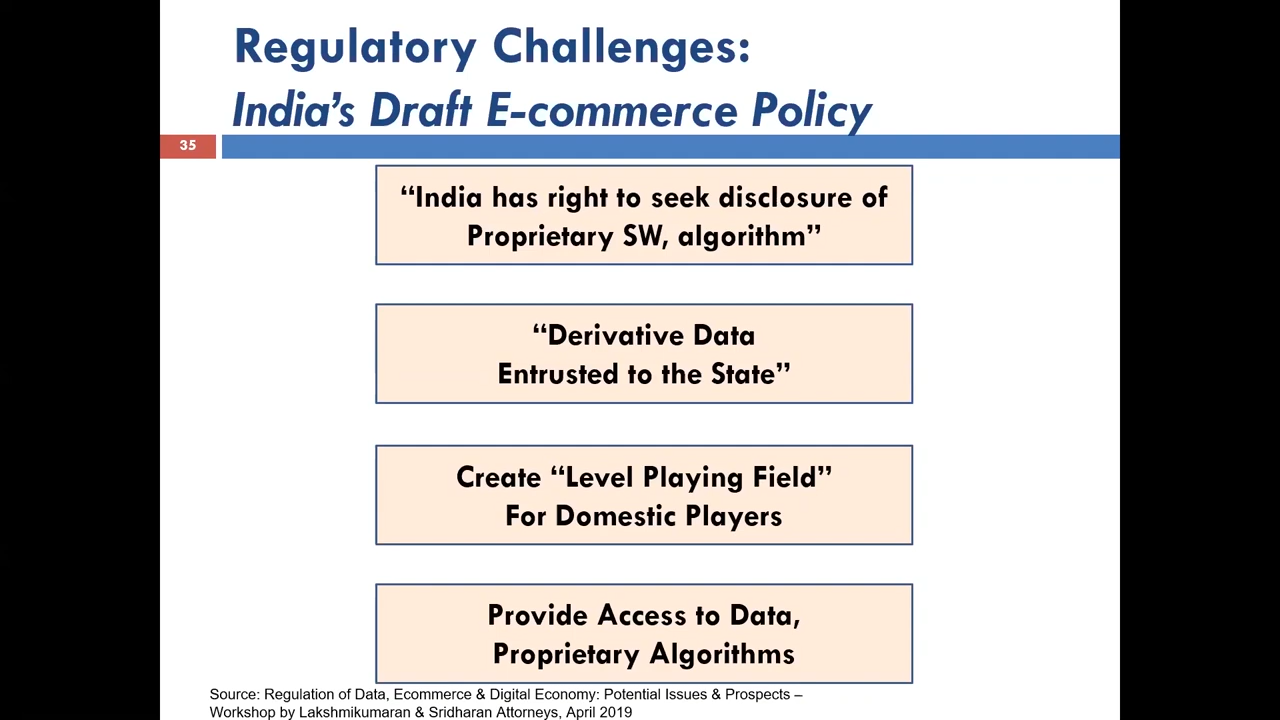 Regulatory Challenges:
India’s Draft E-commerce Policy
35
“India has right to seek disclosure of
Proprietary SW, algorithm”
“Derivative Data
Entrusted to the State”
Create “Level Playing Field”
For Domestic Players
Provide Access to Data,
Proprietary Algorithms
Source: Regulation of Data, Ecommerce & Digital Economy: Potential Issues & Prospects –
Workshop by Lakshmikumaran & Sridharan Attorneys, April 2019